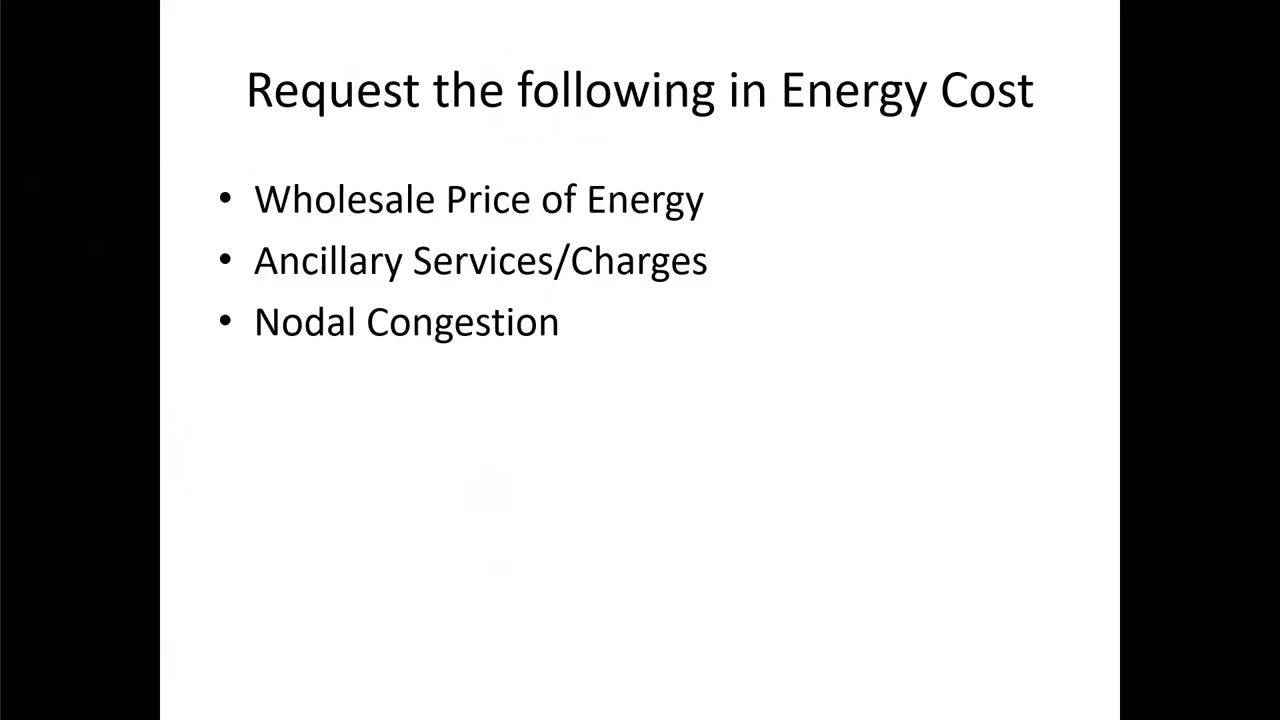 Request the following in Energy Cost
• Wholesale Price of Energy
• Ancillary Services/Charges
• Nodal Congestion